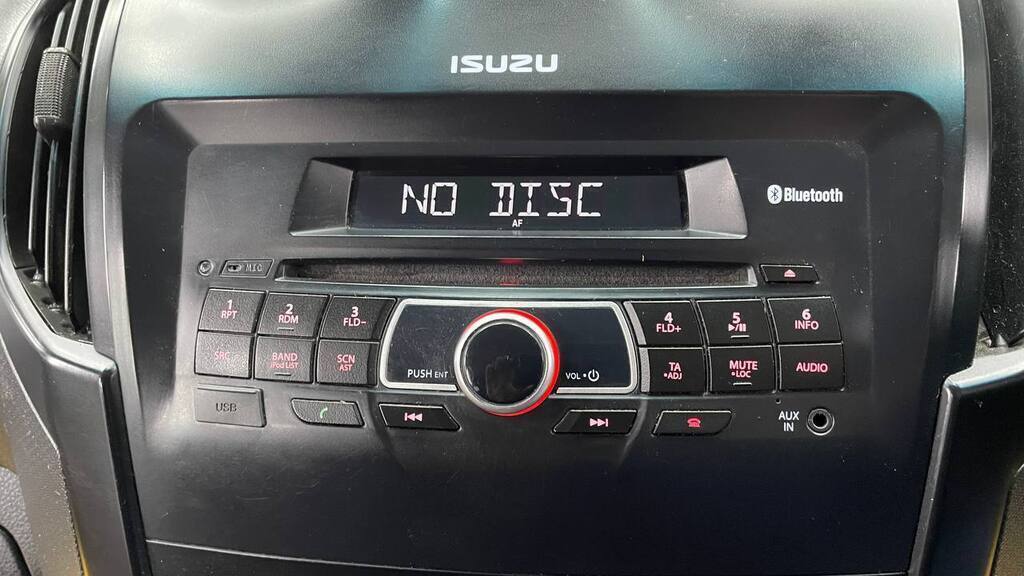 ISUZU
NO DISC
AF
Bluetooth
MIC
1 RPT
2 RDM
3 FLD-
4 FLD+
5
6 INFO
SRC
BAND iPod LIST
SCN AST
PUSH ENT
VOL •
TA •ADJ
MUTE •LOC
AUDIO
USB
AUX IN